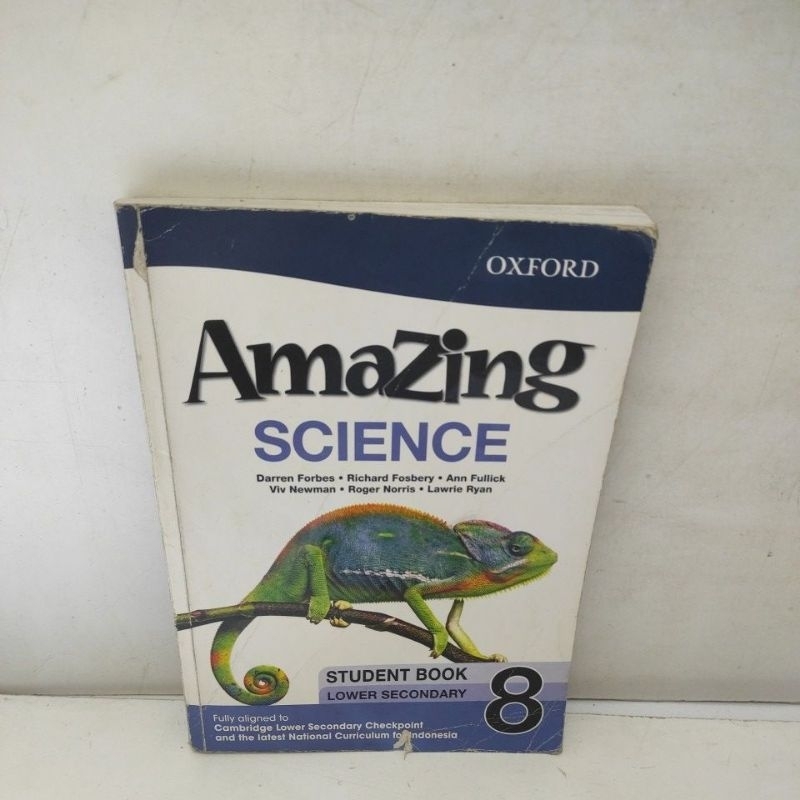 OXFORD
AmaZing
SCIENCE
Darren Forbes • Richard Fosbery • Ann Fullick
Viv Newman • Roger Norris • Lawrie Ryan
STUDENT BOOK
LOWER SECONDARY
8
Fully aligned to
Cambridge Lower Secondary Checkpoint
and the latest National Curriculum for Indonesia